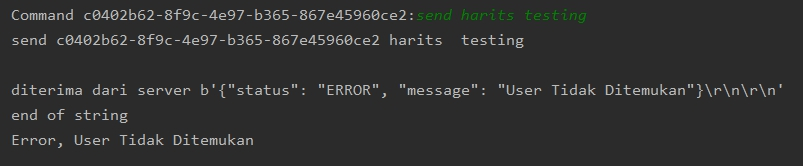 Command c0402b62-8f9c-4e97-b365-867e45960ce2:send harits testing
send c0402b62-8f9c-4e97-b365-867e45960ce2 harits  testing
diterima dari server b'{"status": "ERROR", "message": "User Tidak Ditemukan"}\r\n\r\n'
end of string
Error, User Tidak Ditemukan